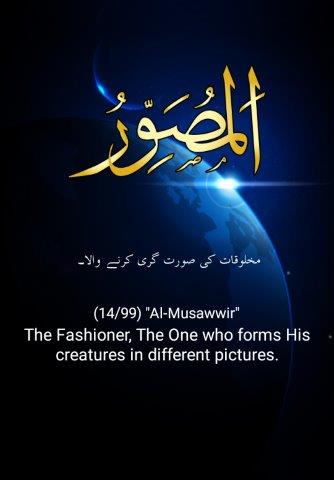 المُصَوِّرُ
مخلوقات کی صورت گری کرنے والا۔
(14/99) "Al-Musawwir"
The Fashioner, The One who forms His
creatures in different pictures.